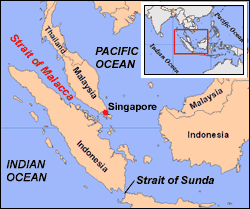 PACIFIC
OCEAN
Pacific Ocean
Indian Ocean
Thailand
Strait of Malacca
Malaysia
Singapore
Malaysia
Indonesia
Indonesia
INDIAN
OCEAN
Strait of Sunda